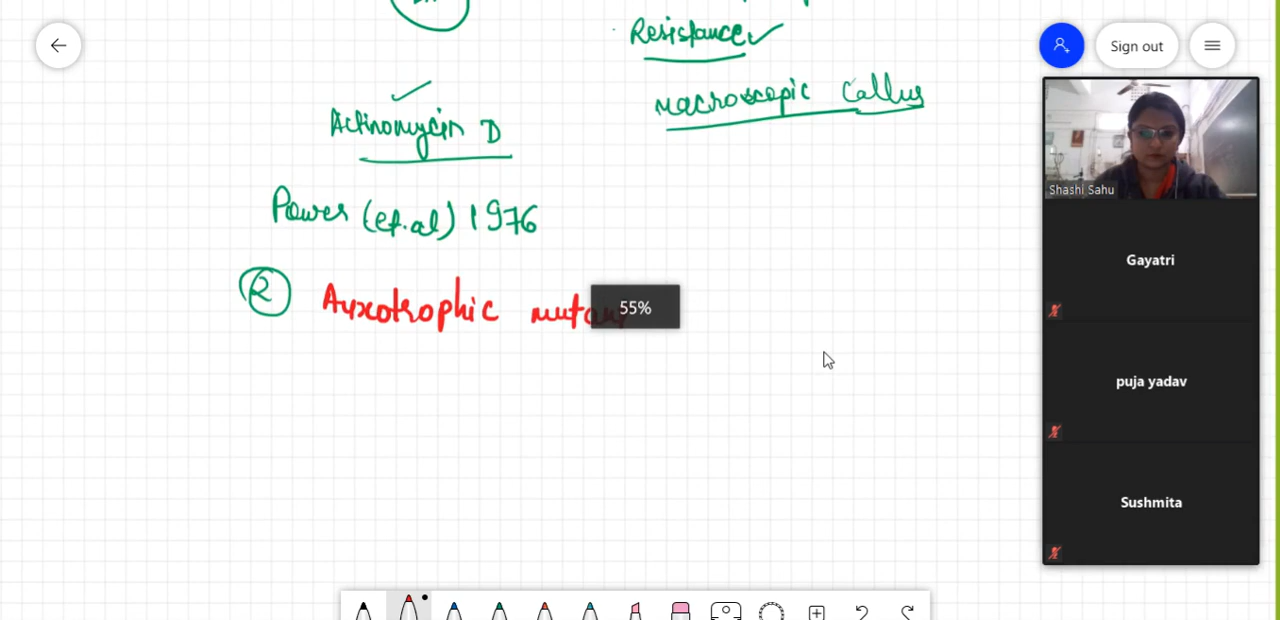 Resistance
macroscopic Callus
Actinomycin D
Power (et.al) 1976
2 Auxotrophic
55%
Sign out
Shashi Sahu
Gayatri
puja yadav
Sushmita